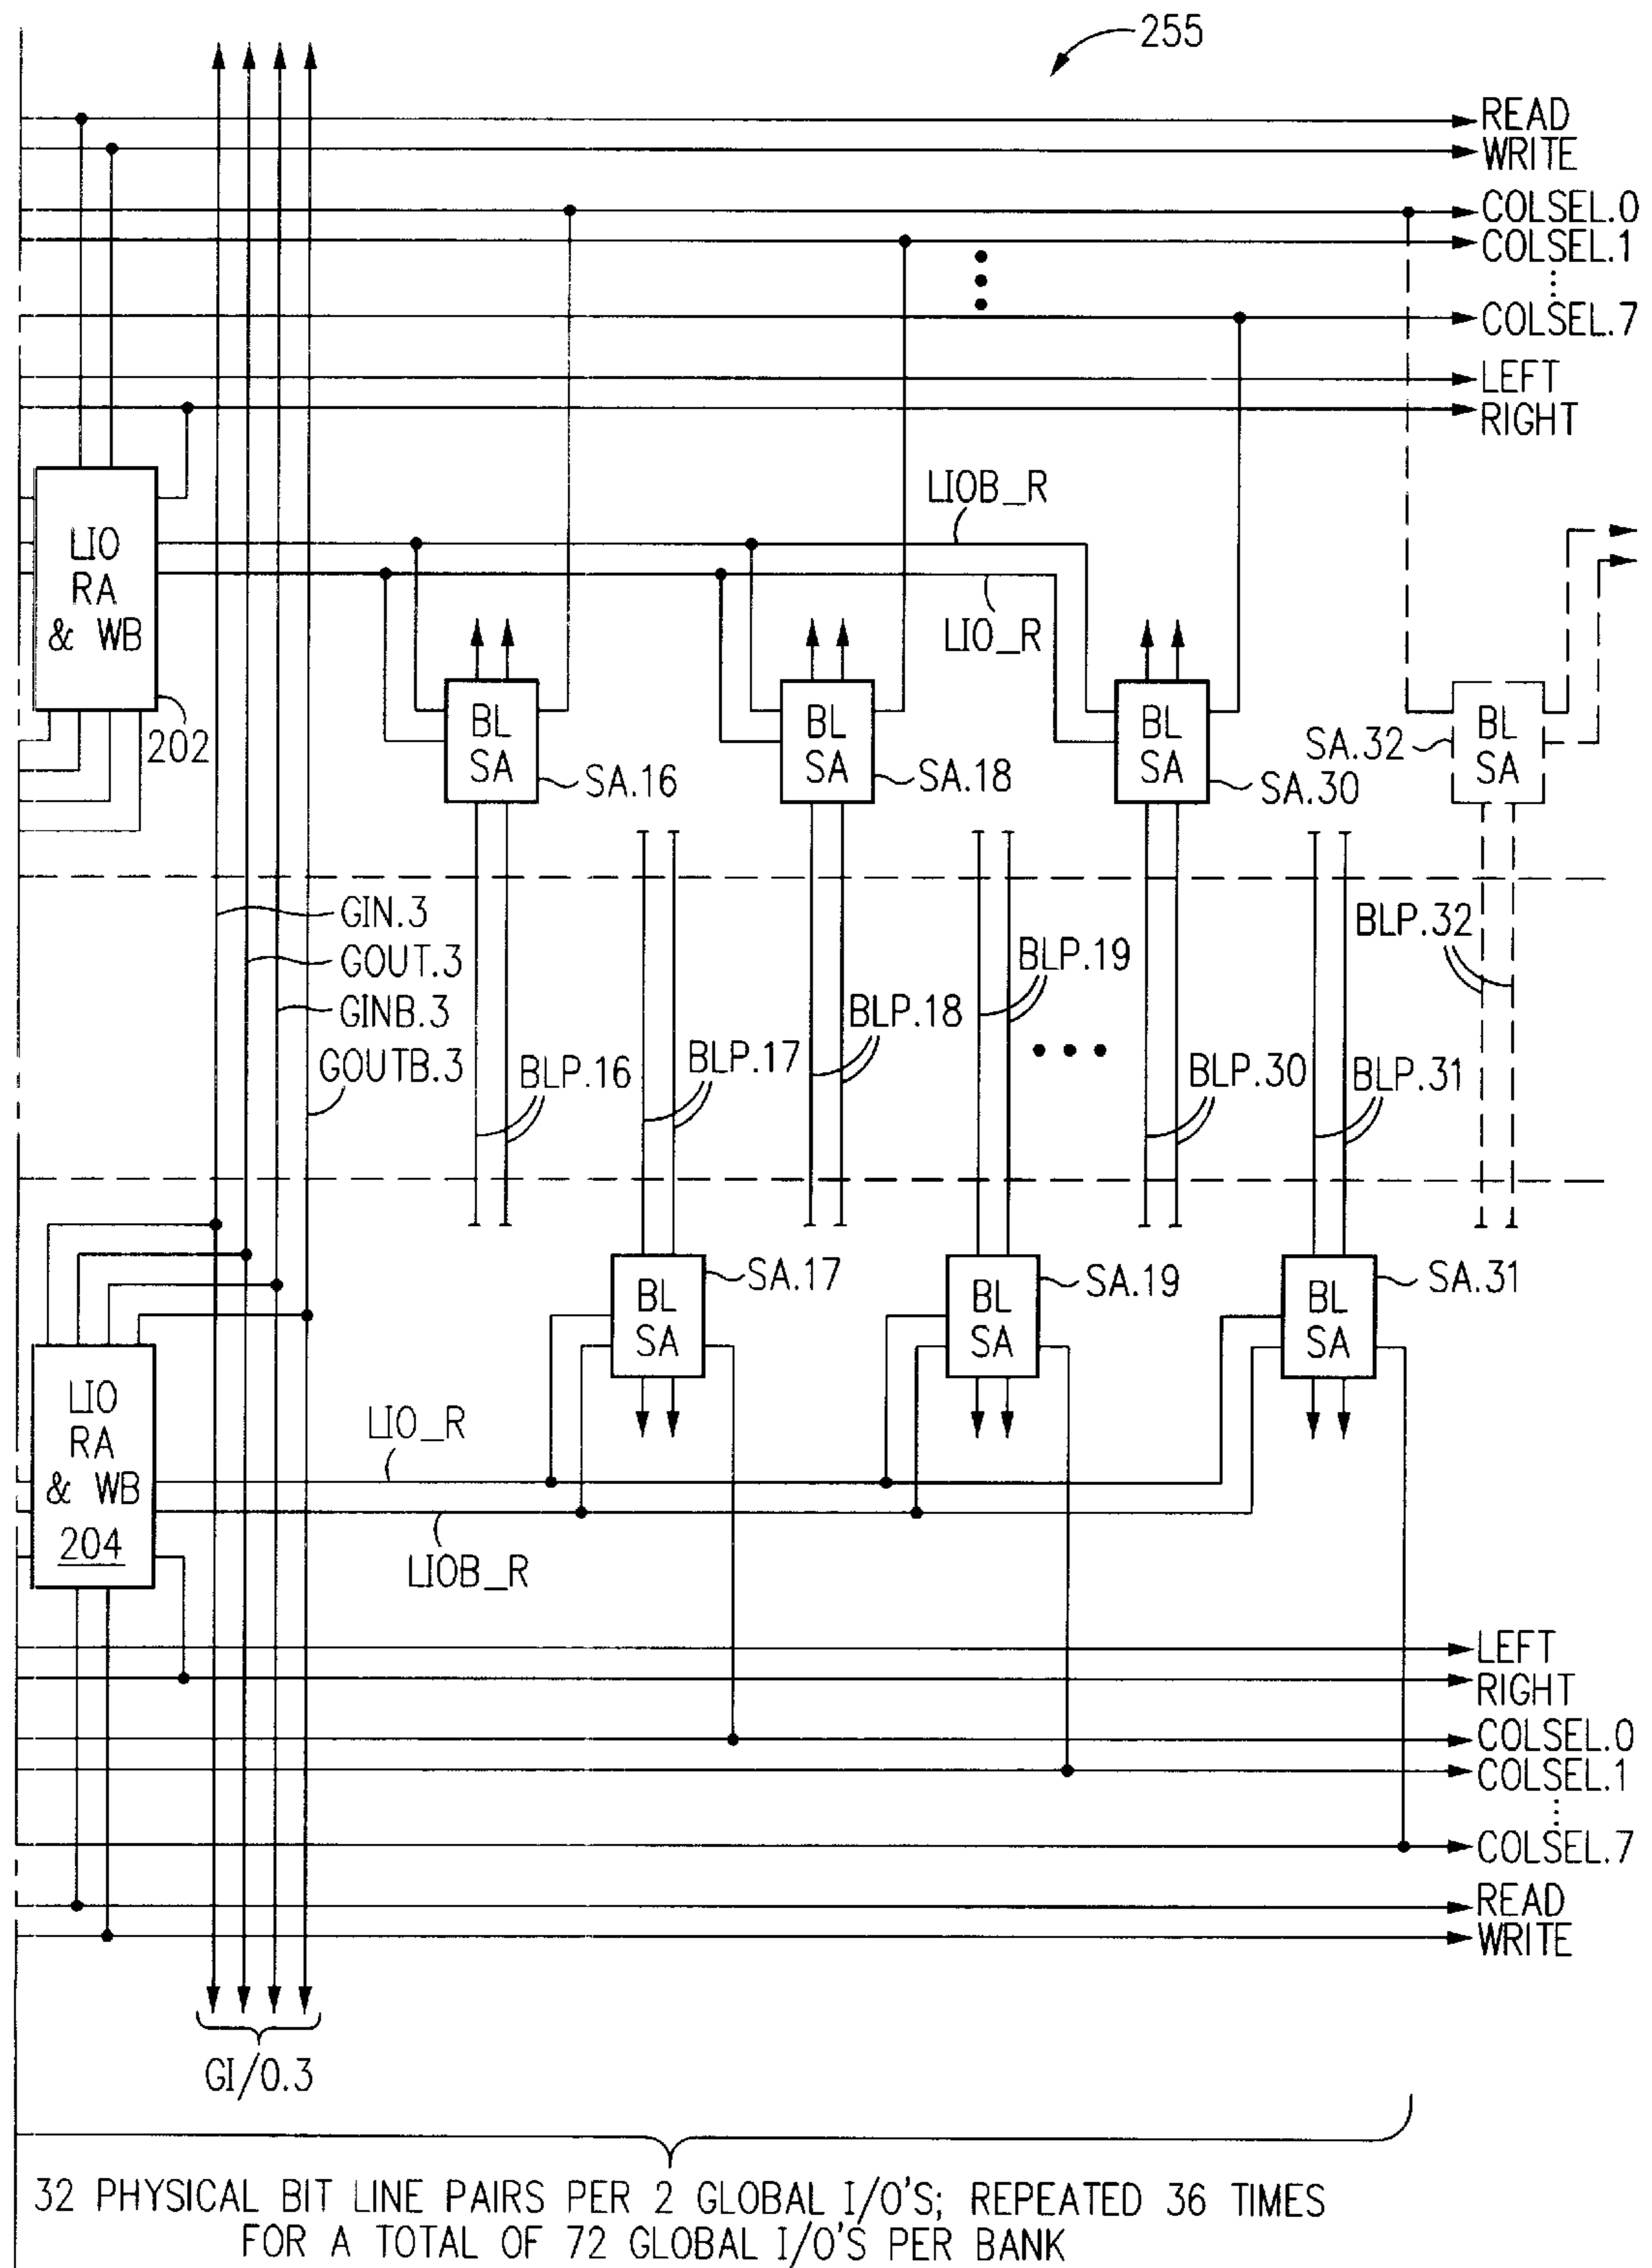 255
READ
WRITE
COLSEL.0
COLSEL.1
COLSEL.7
LEFT
RIGHT
LIOB_R
LIO
RA
& WB
LIO_R
202
BL
SA
SA.16
BL
SA
SA.18
BL
SA
SA.30
SA.32
BL
SA
GIN.3
GOUT.3
GINB.3
GOUTB.3
BLP.16
BLP.17
BLP.18
BLP.19
BLP.30
BLP.31
BLP.32
BL
SA
SA.17
BL
SA
SA.19
BL
SA
SA.31
LIO
RA
& WB
204
LIO_R
LIOB_R
LEFT
RIGHT
COLSEL.0
COLSEL.1
COLSEL.7
READ
WRITE
GI/0.3
32 PHYSICAL BIT LINE PAIRS PER 2 GLOBAL I/O'S; REPEATED 36 TIMES
FOR A TOTAL OF 72 GLOBAL I/O'S PER BANK